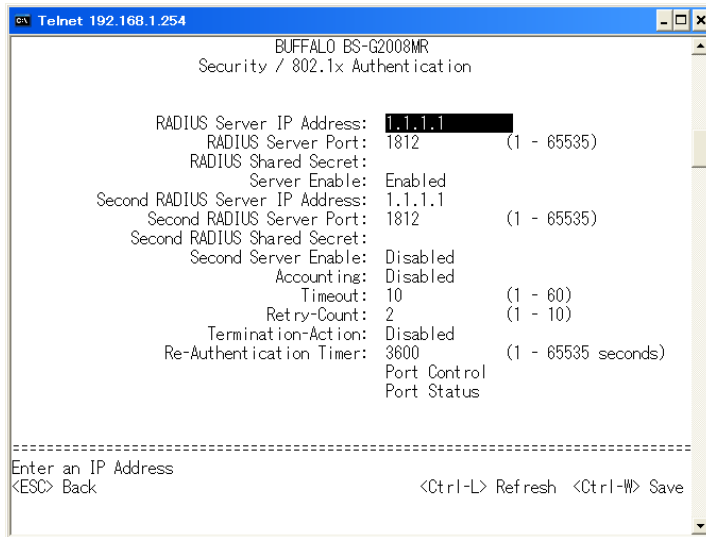 Telnet 192.168.1.254
BUFFALO BS-G2008MR
Security / 802.1x Authentication
RADIUS Server IP Address: 1.1.1.1
RADIUS Server Port: 1812 (1 - 65535)
RADIUS Shared Secret:
Server Enable: Enabled
Second RADIUS Server IP Address: 1.1.1.1
Second RADIUS Server Port: 1812 (1 - 65535)
Second RADIUS Shared Secret:
Second Server Enable: Disabled
Accounting: Disabled
Timeout: 10 (1 - 60)
Retry-Count: 2 (1 - 10)
Termination-Action: Disabled
Re-Authentication Timer: 3600 (1 - 65535 seconds)
Port Control
Port Status
================================================================================
Enter an IP Address
<ESC> Back <Ctrl-L> Refresh <Ctrl-W> Save